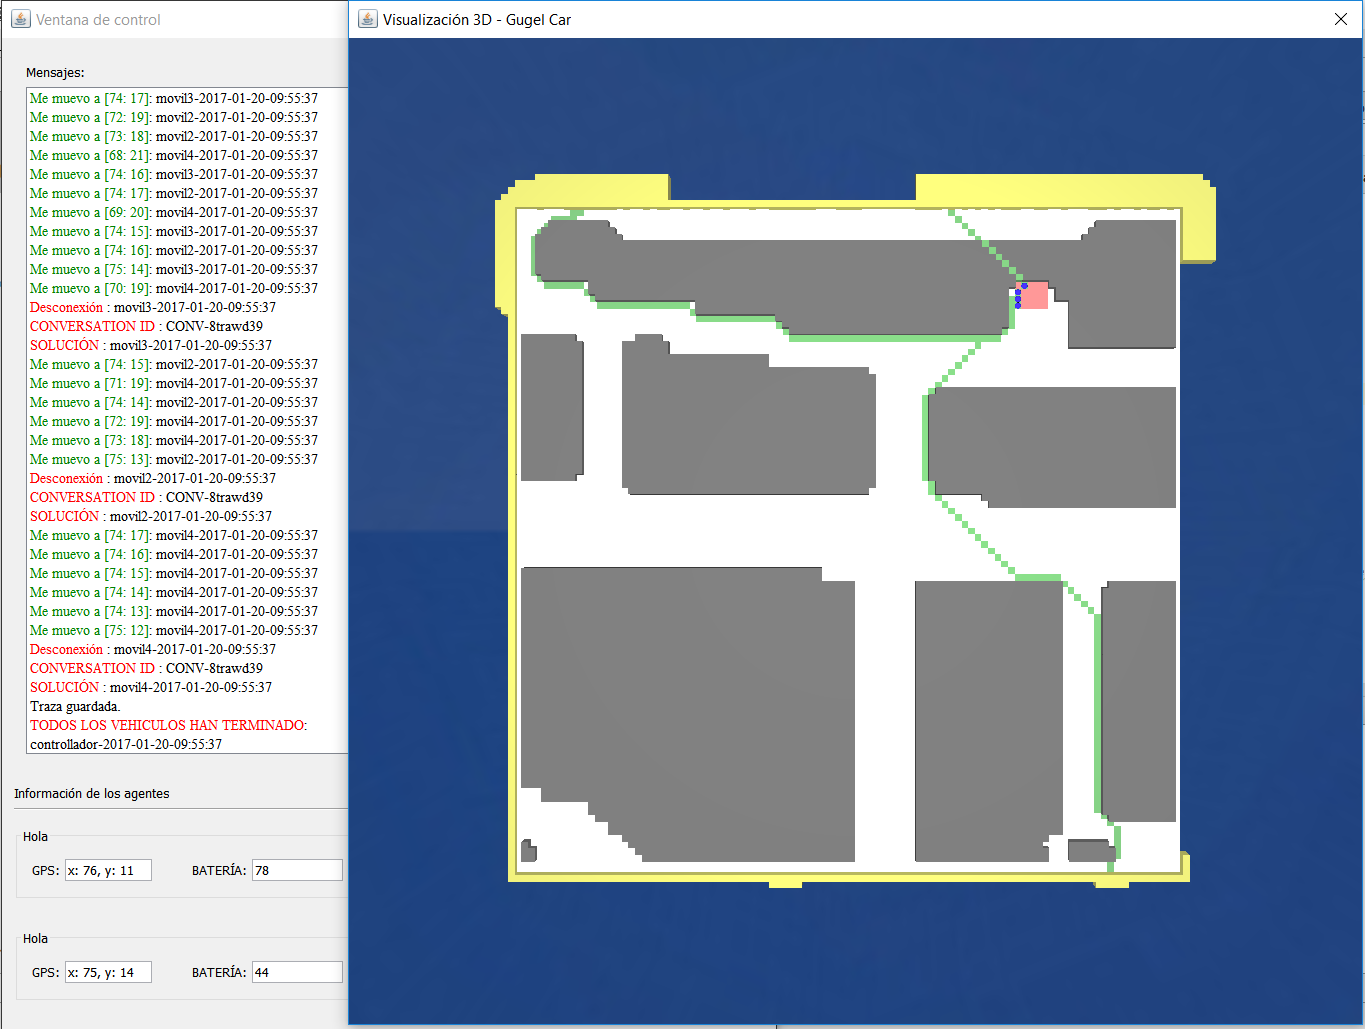 Ventana de control
Visualización 3D - Gugel Car
Mensajes:
Me muevo a [74: 17]: movil3-2017-01-20-09:55:37
Me muevo a [72: 19]: movil2-2017-01-20-09:55:37
Me muevo a [73: 18]: movil2-2017-01-20-09:55:37
Me muevo a [68: 21]: movil4-2017-01-20-09:55:37
Me muevo a [74: 16]: movil3-2017-01-20-09:55:37
Me muevo a [74: 17]: movil2-2017-01-20-09:55:37
Me muevo a [69: 20]: movil4-2017-01-20-09:55:37
Me muevo a [74: 15]: movil3-2017-01-20-09:55:37
Me muevo a [74: 16]: movil2-2017-01-20-09:55:37
Me muevo a [75: 14]: movil3-2017-01-20-09:55:37
Me muevo a [70: 19]: movil4-2017-01-20-09:55:37
Desconexión : movil3-2017-01-20-09:55:37
CONVERSATION ID : CONV-8trawd39
SOLUCIÓN : movil3-2017-01-20-09:55:37
Me muevo a [74: 15]: movil2-2017-01-20-09:55:37
Me muevo a [71: 19]: movil4-2017-01-20-09:55:37
Me muevo a [74: 14]: movil2-2017-01-20-09:55:37
Me muevo a [72: 19]: movil4-2017-01-20-09:55:37
Me muevo a [73: 18]: movil4-2017-01-20-09:55:37
Me muevo a [75: 13]: movil2-2017-01-20-09:55:37
Desconexión : movil2-2017-01-20-09:55:37
CONVERSATION ID : CONV-8trawd39
SOLUCIÓN : movil2-2017-01-20-09:55:37
Me muevo a [74: 17]: movil4-2017-01-20-09:55:37
Me muevo a [74: 16]: movil4-2017-01-20-09:55:37
Me muevo a [74: 15]: movil4-2017-01-20-09:55:37
Me muevo a [74: 14]: movil4-2017-01-20-09:55:37
Me muevo a [74: 13]: movil4-2017-01-20-09:55:37
Me muevo a [75: 12]: movil4-2017-01-20-09:55:37
Desconexión : movil4-2017-01-20-09:55:37
CONVERSATION ID : CONV-8trawd39
SOLUCIÓN : movil4-2017-01-20-09:55:37
Traza guardada.
TODOS LOS VEHICULOS HAN TERMINADO:
controllador-2017-01-20-09:55:37
Información de los agentes
Hola
GPS: x: 76, y: 11 BATERÍA: 78
Hola
GPS: x: 75, y: 14 BATERÍA: 44